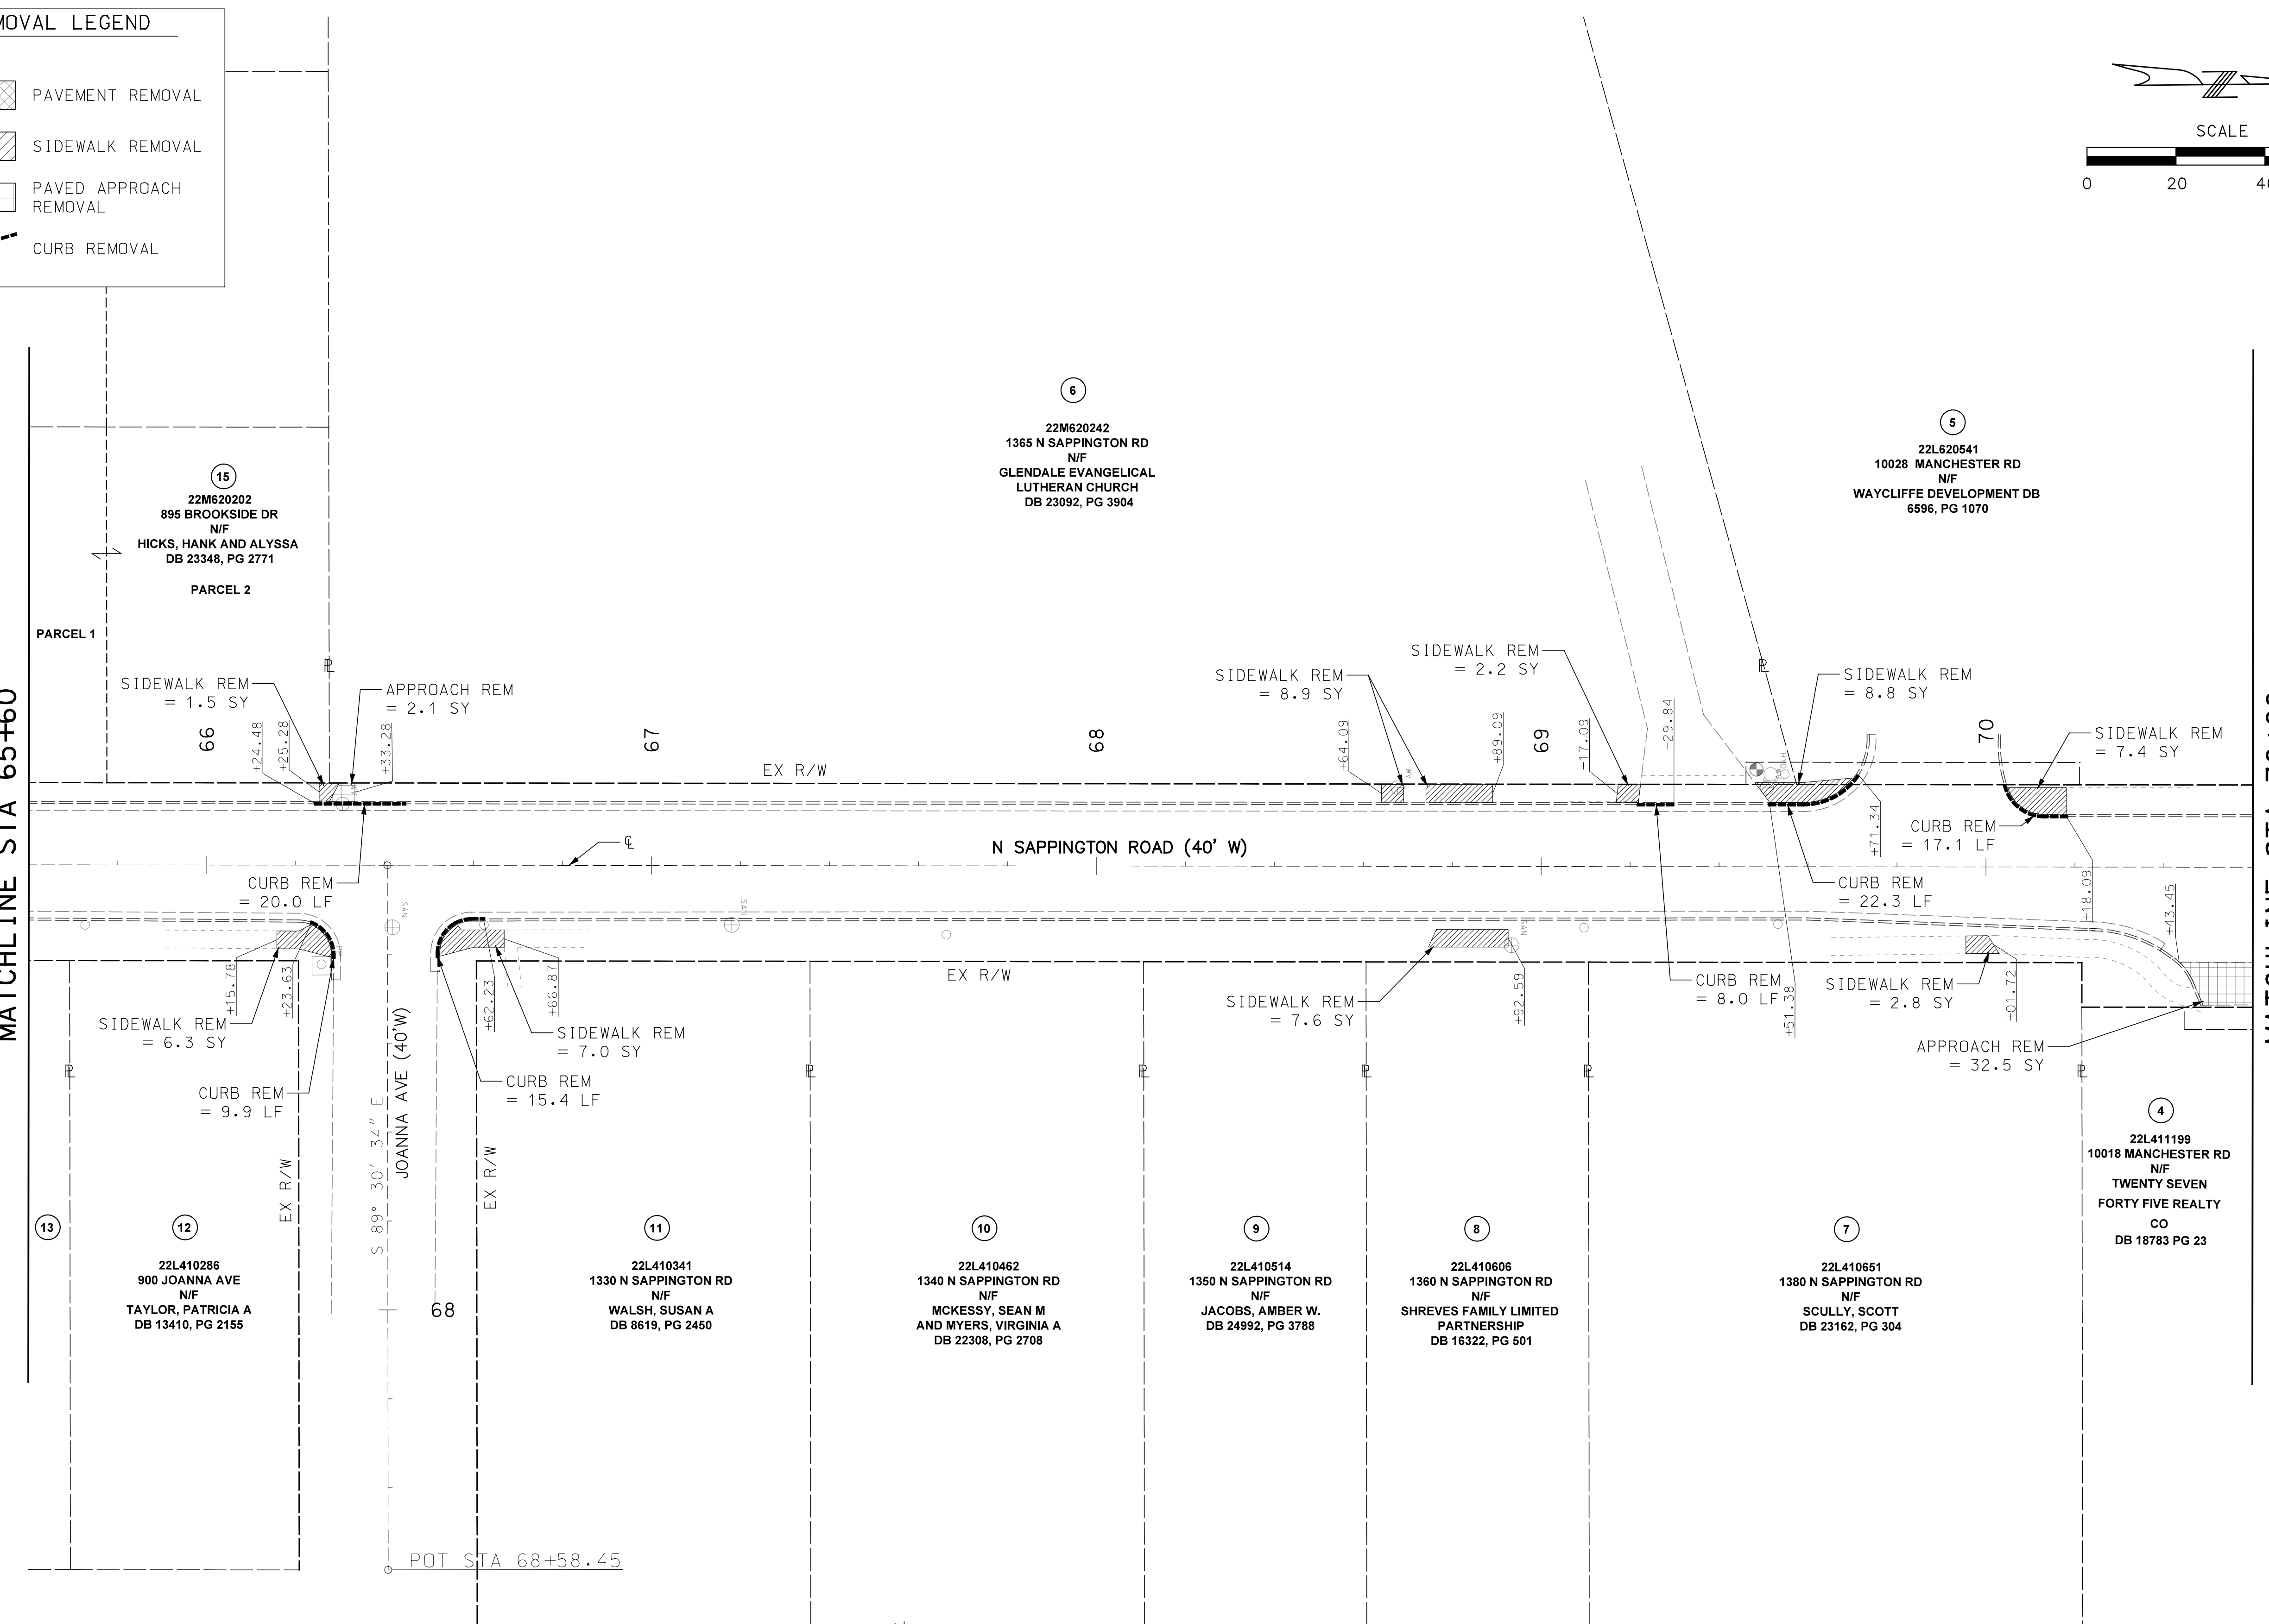 MOVAL LEGEND
PAVEMENT REMOVAL
SIDEWALK REMOVAL
PAVED APPROACH
REMOVAL
CURB REMOVAL
SCALE
0 20
6
22M620242
1365 N SAPPINGTON RD
N/F
GLENDALE EVANGELICAL
LUTHERAN CHURCH
DB 23092, PG 3904
5
22L620541
10028 MANCHESTER RD
N/F
WAYCLIFFE DEVELOPMENT DB
6596, PG 1070
15
22M620202
895 BROOKSIDE DR
N/F
HICKS, HANK AND ALYSSA
DB 23348, PG 2771
PARCEL 2
PARCEL 1
MATCHLINE STA 65+60
SIDEWALK REM
= 1.5 SY
APPROACH REM
= 2.1 SY
SIDEWALK REM
= 8.9 SY
SIDEWALK REM
= 2.2 SY
SIDEWALK REM
= 8.8 SY
SIDEWALK REM
= 7.4 SY
PL
PL
66
+24.48
+25.28
+33.28
67
68
+64.09
+89.09
69
+17.09
+29.84
70
EX R/W
WV
HYD
CURB REM
= 17.1 LF
+71.34
N SAPPINGTON ROAD (40' W)
CL
CURB REM
= 20.0 LF
CURB REM
= 22.3 LF
+18.09
+43.45
SAN
SAN
SAN
+15.78
+23.63
+62.23
+66.87
EX R/W
+92.59
+51.38
+01.72
SIDEWALK REM
= 6.3 SY
SIDEWALK REM
= 7.0 SY
SIDEWALK REM
= 7.6 SY
CURB REM
= 8.0 LF
SIDEWALK REM
= 2.8 SY
APPROACH REM
= 32.5 SY
CURB REM
= 9.9 LF
CURB REM
= 15.4 LF
PL
PL
PL
PL
PL
PL
S 89° 30' 34" E
JOANNA AVE (40'W)
EX R/W
EX R/W
4
22L411199
10018 MANCHESTER RD
N/F
TWENTY SEVEN
FORTY FIVE REALTY
CO
DB 18783 PG 23
13
12
22L410286
900 JOANNA AVE
N/F
TAYLOR, PATRICIA A
DB 13410, PG 2155
68
11
22L410341
1330 N SAPPINGTON RD
N/F
WALSH, SUSAN A
DB 8619, PG 2450
10
22L410462
1340 N SAPPINGTON RD
N/F
MCKESSY, SEAN M
AND MYERS, VIRGINIA A
DB 22308, PG 2708
9
22L410514
1350 N SAPPINGTON RD
N/F
JACOBS, AMBER W.
DB 24992, PG 3788
8
22L410606
1360 N SAPPINGTON RD
N/F
SHREVES FAMILY LIMITED
PARTNERSHIP
DB 16322, PG 501
7
22L410651
1380 N SAPPINGTON RD
N/F
SCULLY, SCOTT
DB 23162, PG 304
POT STA 68+58.45